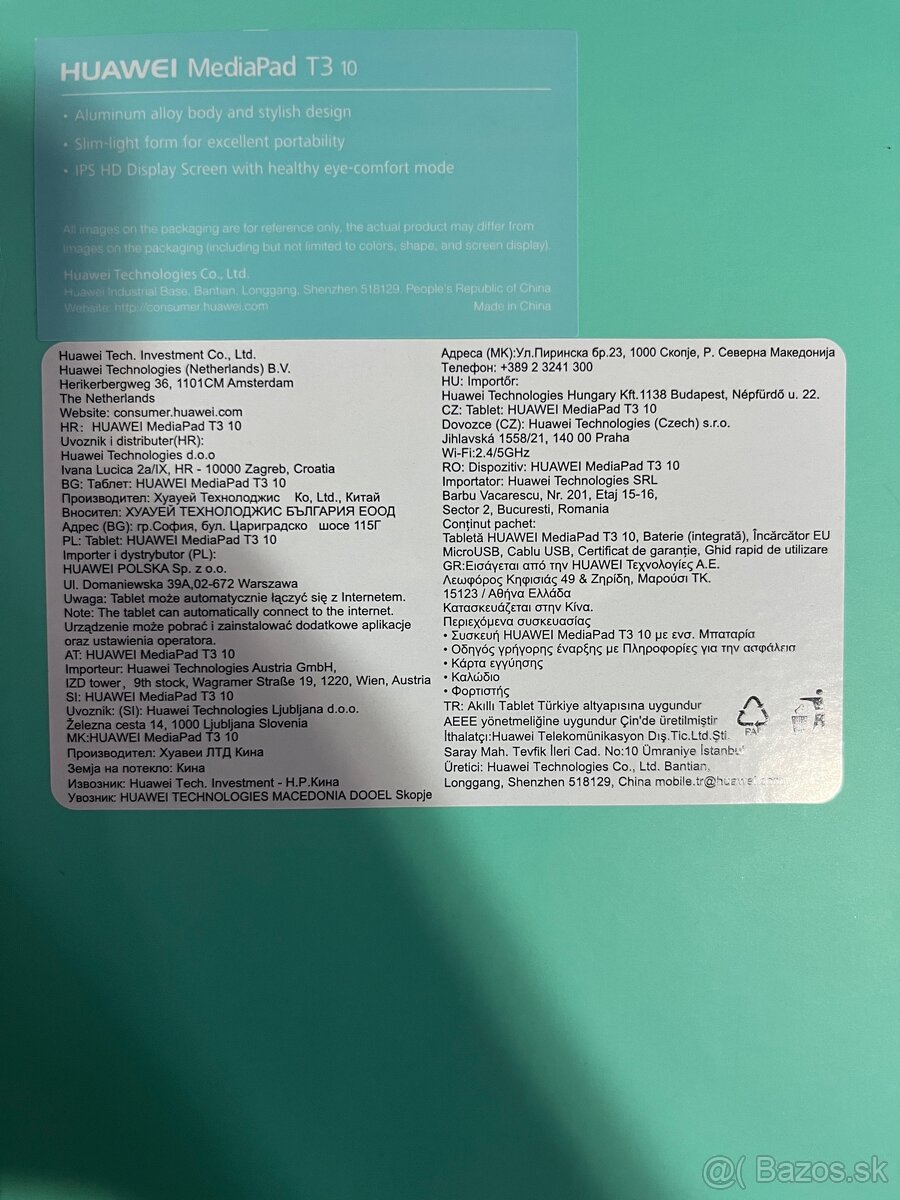 HUAWEI MediaPad T3 10
• Aluminum alloy body and stylish design
• Slim-light form for excellent portability
• IPS HD Display Screen with healthy eye-comfort mode
All images on the packaging are for reference only, the actual product may differ from
images on the packaging (including but not limited to colors, shape, and screen display).
Huawei Technologies Co., Ltd.
Huawei Industrial Base, Bantian, Longgang, Shenzhen 518129, People's Republic of China
Website: http://consumer.huawei.com Made in China
Huawei Tech. Investment Co., Ltd.
Huawei Technologies (Netherlands) B.V.
Herikerbergweg 36, 1101CM Amsterdam
The Netherlands
Website: consumer.huawei.com
HR: HUAWEI MediaPad T3 10
Uvoznik i distributer(HR):
Huawei Technologies d.o.o
Ivana Lucica 2a/IX, HR - 10000 Zagreb, Croatia
BG: Таблет: HUAWEI MediaPad T3 10
Производител: Хуауей Технолоджис Ко, Ltd., Китай
Вносител: ХУАУЕЙ ТЕХНОЛОДЖИС БЪЛГАРИЯ ЕООД
Адрес (BG): гр.София, бул. Цариградско шосе 115Г
PL: Tablet: HUAWEI MediaPad T3 10
Importer i dystrybutor (PL):
HUAWEI POLSKA Sp. z o.o.
Ul. Domaniewska 39A,02-672 Warszawa
Uwaga: Tablet może automatycznie łączyć się z Internetem.
Note: The tablet can automatically connect to the internet.
Urządzenie może pobrać i zainstalować dodatkowe aplikacje
oraz ustawienia operatora.
AT: HUAWEI MediaPad T3 10
Importeur: Huawei Technologies Austria GmbH,
IZD tower, 9th stock, Wagramer Straße 19, 1220, Wien, Austria
SI: HUAWEI MediaPad T3 10
Uvoznik: (SI): Huawei Technologies Ljubljana d.o.o.
Železna cesta 14, 1000 Ljubljana Slovenia
MK:HUAWEI MediaPad T3 10
Производител: Хуавеи ЛТД Кина
Земја на потекло: Кина
Извозник: Huawei Tech. Investment - Н.Р.Кина
Увозник: HUAWEI TECHNOLOGIES MACEDONIA DOOEL Skopje
Адреса (МК):Ул.Пиринска бр.23, 1000 Скопје, Р. Северна Македонија
Телефон: +389 2 3241 300
HU: Importőr:
Huawei Technologies Hungary Kft.1138 Budapest, Népfürdő u. 22.
CZ: Tablet: HUAWEI MediaPad T3 10
Dovozce (CZ): Huawei Technologies (Czech) s.r.o.
Jihlavská 1558/21, 140 00 Praha
Wi-Fi:2.4/5GHz
RO: Dispozitiv: HUAWEI MediaPad T3 10
Importator: Huawei Technologies SRL
Barbu Vacarescu, Nr. 201, Etaj 15-16,
Sector 2, Bucuresti, Romania
Conținut pachet:
Tabletă HUAWEI MediaPad T3 10, Baterie (integrată), Încărcător EU
MicroUSB, Cablu USB, Certificat de garanție, Ghid rapid de utilizare
GR:Εισάγεται από την HUAWEI Τεχνολογίες Α.Ε.
Λεωφόρος Κηφισίας 49 & Ζηρίδη, Μαρούσι ΤΚ.
15123 / Αθήνα Ελλάδα
Κατασκευάζεται στην Κίνα.
Περιεχόμενα συσκευασίας
• Συσκευή HUAWEI MediaPad T3 10 με ενσ. Μπαταρία
• Οδηγός γρήγορης έναρξης με Πληροφορίες για την ασφάλεια
• Κάρτα εγγύησης
• Καλώδιο
• Φορτιστής
TR: Akıllı Tablet Türkiye altyapısına uygundur
AEEE yönetmeliğine uygundur Çin'de üretilmiştir
İthalatçı:Huawei Telekomünikasyon Dış.Tic.Ltd.Şti.
Saray Mah. Tevfik İleri Cad. No:10 Ümraniye İstanbul
Üretici: Huawei Technologies Co., Ltd. Bantian,
Longgang, Shenzhen 518129, China
PAP
@( Bazos.sk